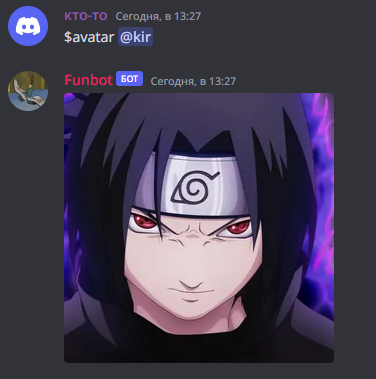 кто-то Сегодня, в 13:27
$avatar @kir
Funbot БОТ Сегодня, в 13:27